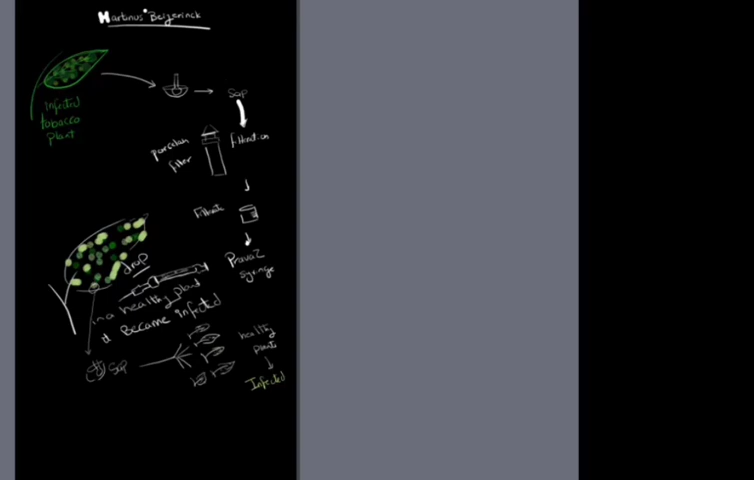 Martinus Beijerinck
Infected
tobacco
plant
Sap
Filtration
porcelan
filter
Filtrate
PravaZ
syringe
drop
in a healthy plant
it Became infected
Sap
healthy
plants
Infected